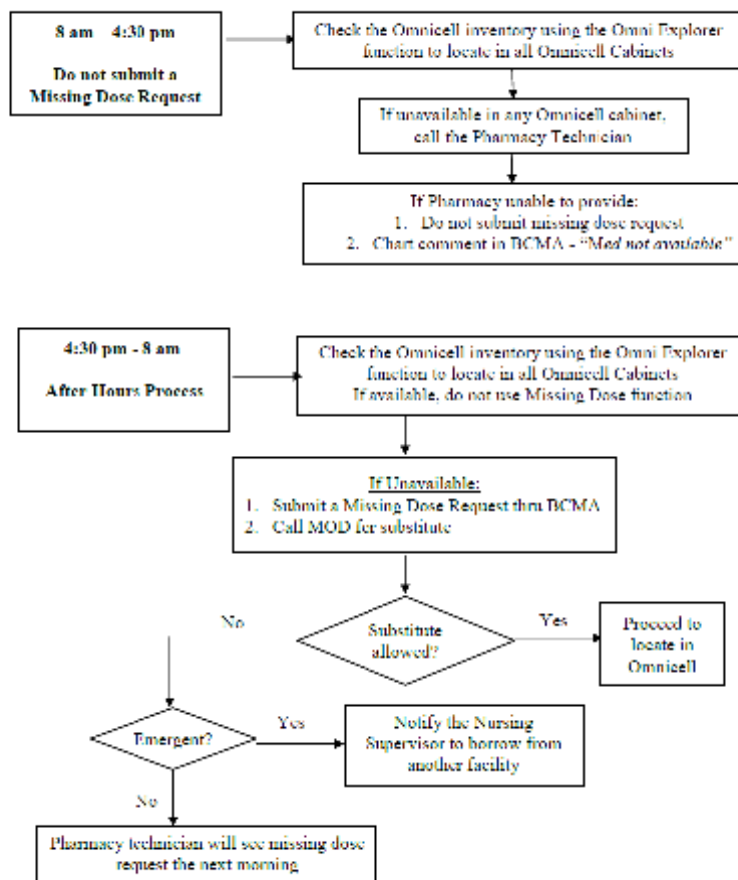 8 am 4:30 pm
Do not submit a
Missing Dose Request
Check the Omnicell inventory using the Omni Explorer
function to locate in all Omnicell Cabinets
If unavailable in any Omnicell cabinet,
call the Pharmacy Technician
If Pharmacy unable to provide:
1. Do not submit missing dose request
2. Chart comment in BCMA - "Med not available"
4:30 pm - 8 am
After Hours Process
Check the Omnicell inventory using the Omni Explorer
function to locate in all Omnicell Cabinets
If available, do not use Missing Dose function
If Unavailable:
1. Submit a Missing Dose Request thru BCMA
2. Call MOD for substitute
No
Substitute
allowed?
Yes
Proceed to
locate in
Omnicell
Emergent?
Yes
Notify the Nursing
Supervisor to borrow from
another facility
No
Pharmacy technician will see missing dose
request the next morning